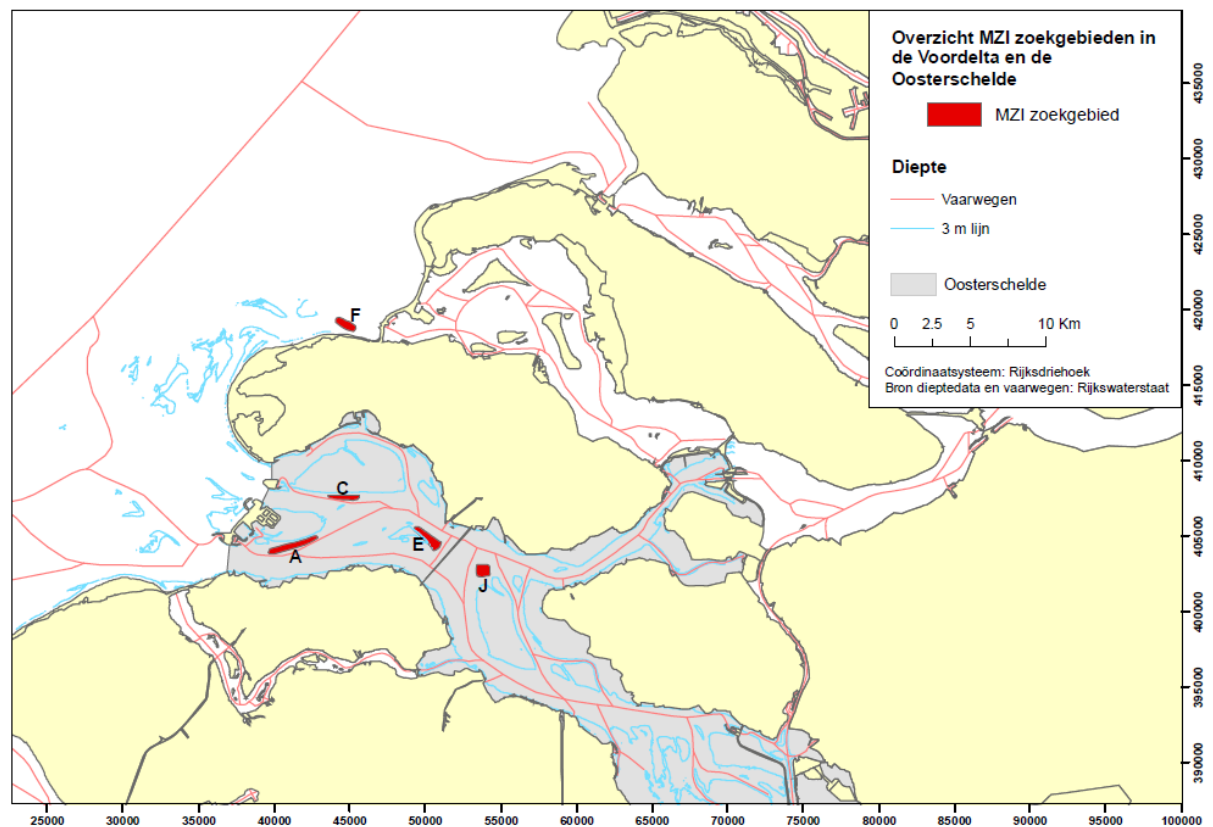 Overzicht MZI zoekgebieden in
de Voordelta en de
Oosterschelde
MZI zoekgebied
Diepte
Vaarwegen
3 m lijn
Oosterschelde
0 2.5 5 10 Km
Coördinaatsysteem: Rijksdriehoek
Bron dieptedata en vaarwegen: Rijkswaterstaat
F
C
A
E
J
435000
430000
425000
420000
415000
410000
405000
400000
395000
390000
25000 30000 35000 40000 45000 50000 55000 60000 65000 70000 75000 80000 85000 90000 95000 100000